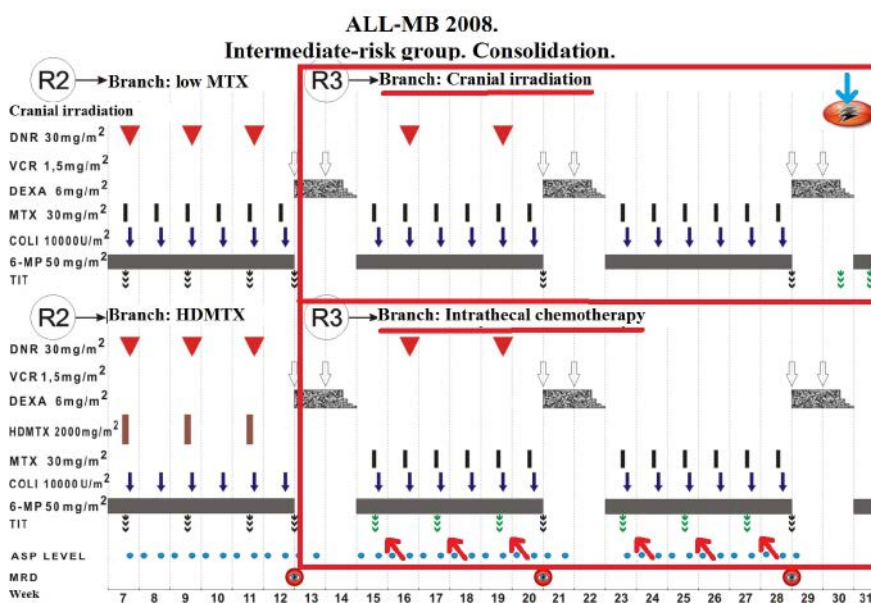 ALL-MB 2008.
Intermediate-risk group. Consolidation.
R2 Branch: low MTX
R3 Branch: Cranial irradiation
Cranial irradiation
DNR 30mg/m²
VCR 1,5mg/m²
DEXA 6mg/m²
MTX 30mg/m²
COLI 10000U/m²
6-MP 50 mg/m²
TIT
R2 Branch: HDMTX
R3 Branch: Intrathecal chemotherapy
DNR 30mg/m²
VCR 1,5mg/m²
DEXA 6mg/m²
HDMTX 2000mg/m²
MTX 30mg/m²
COLI 10000U/m²
6-MP 50 mg/m²
TIT
ASP LEVEL
MRD
Week 7 8 9 10 11 12 13 14 15 16 17 18 19 20 21 22 23 24 25 26 27 28 29 30 31